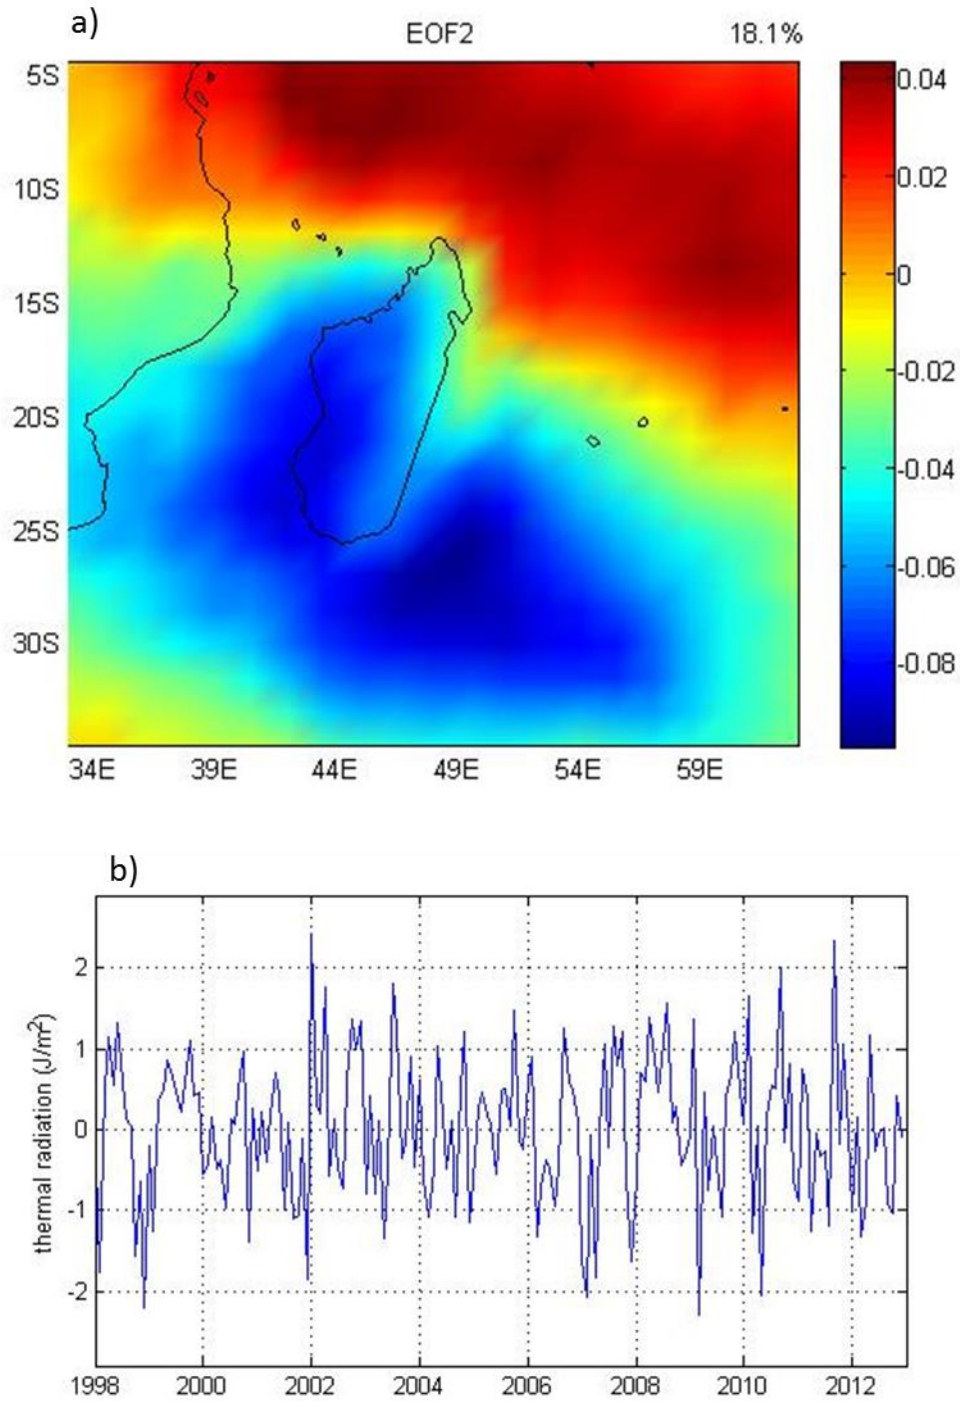 a)
EOF2 18.1%
5S
10S
15S
20S
25S
30S
34E 39E 44E 49E 54E 59E
0.04
0.02
0
-0.02
-0.04
-0.06
-0.08
b)
thermal radiation (J/m²)
2
1
0
-1
-2
1998 2000 2002 2004 2006 2008 2010 2012